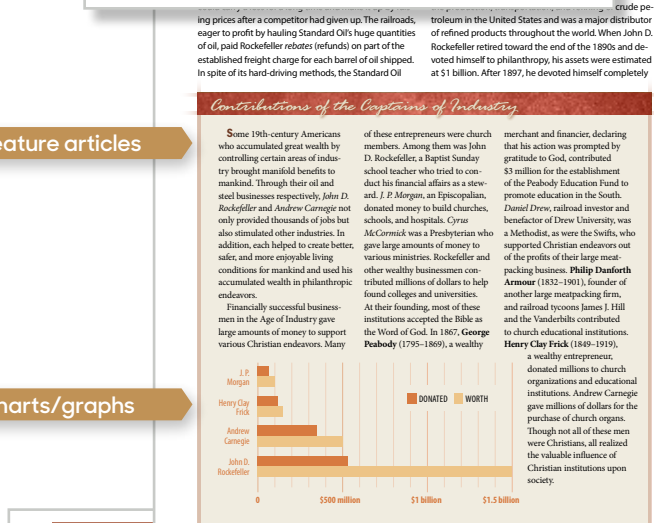 ing prices after a competitor had given up. The railroads,
eager to profit by hauling Standard Oil's huge quantities
of oil, paid Rockefeller rebates (refunds) on part of the
established freight charge for each barrel of oil shipped.
In spite of its hard-driving methods, the Standard Oil
crude pe-
troleum in the United States and was a major distributor
of refined products throughout the world. When John D.
Rockefeller retired toward the end of the 1890s and de-
voted himself to philanthropy, his assets were estimated
at $1 billion. After 1897, he devoted himself completely
Contributions of the Captains of Industry
eature articles
Some 19th-century Americans
who accumulated great wealth by
controlling certain areas of indus-
try brought manifold benefits to
mankind. Through their oil and
steel businesses respectively, John D.
Rockefeller and Andrew Carnegie not
only provided thousands of jobs but
also stimulated other industries. In
addition, each helped to create better,
safer, and more enjoyable living
conditions for mankind and used his
accumulated wealth in philanthropic
endeavors.
Financially successful business-
men in the Age of Industry gave
large amounts of money to support
various Christian endeavors. Many
of these entrepreneurs were church
members. Among them was John
D. Rockefeller, a Baptist Sunday
school teacher who tried to con-
duct his financial affairs as a stew-
ard. J. P. Morgan, an Episcopalian,
donated money to build churches,
schools, and hospitals. Cyrus
McCormick was a Presbyterian who
gave large amounts of money to
various ministries. Rockefeller and
other wealthy businessmen con-
tributed millions of dollars to help
found colleges and universities.
At their founding, most of these
institutions accepted the Bible as
the Word of God. In 1867, George
Peabody (1795–1869), a wealthy
merchant and financier, declaring
that his action was prompted by
gratitude to God, contributed
$3 million for the establishment
of the Peabody Education Fund to
promote education in the South.
Daniel Drew, railroad investor and
benefactor of Drew University, was
a Methodist, as were the Swifts, who
supported Christian endeavors out
of the profits of their large meat-
packing business. Philip Danforth
Armour (1832–1901), founder of
another large meatpacking firm,
and railroad tycoons James J. Hill
and the Vanderbilts contributed
to church educational institutions.
Henry Clay Frick (1849–1919),
a wealthy entrepreneur,
donated millions to church
organizations and educational
institutions. Andrew Carnegie
gave millions of dollars for the
purchase of church organs.
Though not all of these men
were Christians, all realized
the valuable influence of
Christian institutions upon
society.
harts/graphs
J. P.
Morgan
Henry Clay
Frick
Andrew
Carnegie
John D.
Rockefeller
DONATED WORTH
0 $500 million $1 billion $1.5 billion